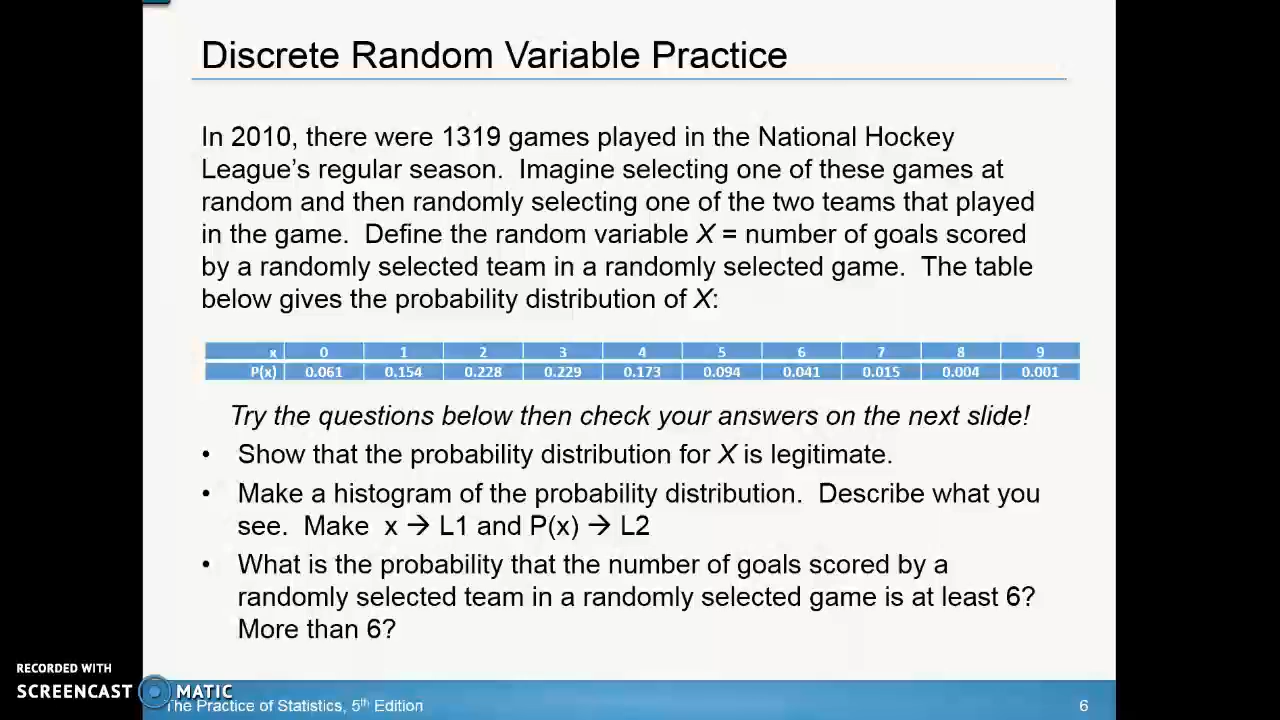 Discrete Random Variable Practice
In 2010, there were 1319 games played in the National Hockey
League's regular season. Imagine selecting one of these games at
random and then randomly selecting one of the two teams that played
in the game. Define the random variable X = number of goals scored
by a randomly selected team in a randomly selected game. The table
below gives the probability distribution of X:
x 0 1 2 3 4 5 6 7 8 9
P(x) 0.061 0.154 0.228 0.229 0.173 0.094 0.041 0.015 0.004 0.001
Try the questions below then check your answers on the next slide!
• Show that the probability distribution for X is legitimate.
• Make a histogram of the probability distribution. Describe what you
see. Make x → L1 and P(x) → L2
• What is the probability that the number of goals scored by a
randomly selected team in a randomly selected game is at least 6?
More than 6?
RECORDED WITH
SCREENCAST MATIC
The Practice of Statistics, 5th Edition
6